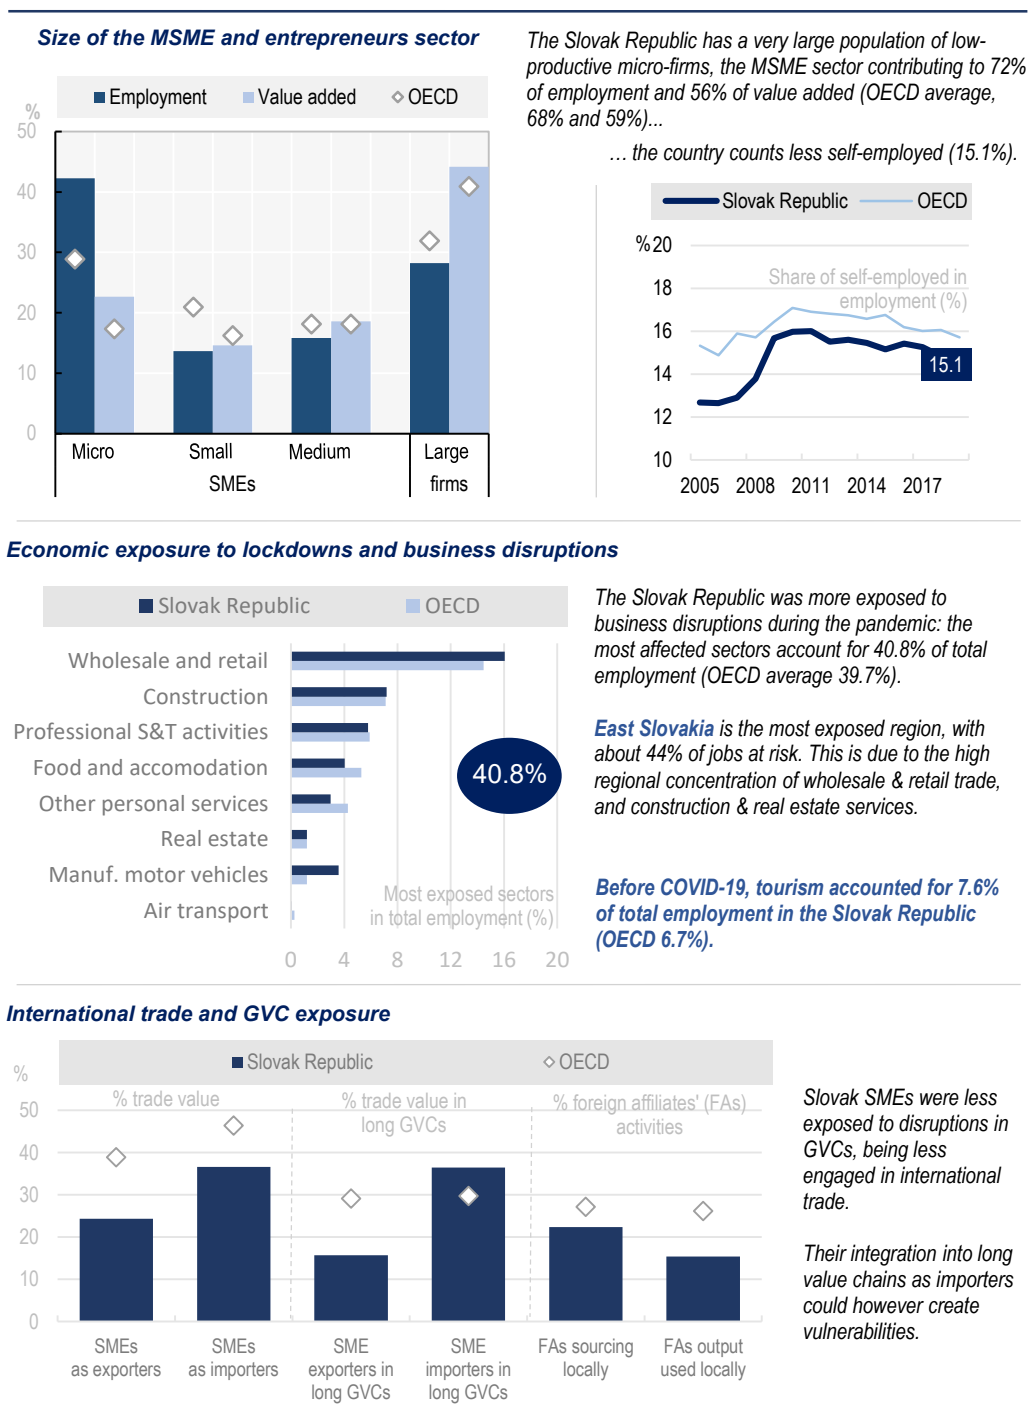 Size of the MSME and entrepreneurs sector
Employment Value added OECD
%
50
40
30
20
10
0
Micro Small Medium Large
SMEs firms
The Slovak Republic has a very large population of low-
productive micro-firms, the MSME sector contributing to 72%
of employment and 56% of value added (OECD average,
68% and 59%)...
… the country counts less self-employed (15.1%).
Slovak Republic OECD
%20
Share of self-employed in
employment (%)
18
16
15.1
14
12
10
2005 2008 2011 2014 2017
Economic exposure to lockdowns and business disruptions
Slovak Republic OECD
Wholesale and retail
Construction
Professional S&T activities
Food and accomodation
Other personal services
Real estate
Manuf. motor vehicles
Air transport
40.8%
Most exposed sectors
in total employment (%)
0 4 8 12 16 20
The Slovak Republic was more exposed to
business disruptions during the pandemic: the
most affected sectors account for 40.8% of total
employment (OECD average 39.7%).
East Slovakia is the most exposed region, with
about 44% of jobs at risk. This is due to the high
regional concentration of wholesale & retail trade,
and construction & real estate services.
Before COVID-19, tourism accounted for 7.6%
of total employment in the Slovak Republic
(OECD 6.7%).
International trade and GVC exposure
Slovak Republic OECD
%
% trade value
% trade value in
long GVCs
% foreign affiliates' (FAs)
activities
50
40
30
20
10
0
SMEs
as exporters
SMEs
as importers
SME
exporters in
long GVCs
SME
importers in
long GVCs
FAs sourcing
locally
FAs output
used locally
Slovak SMEs were less
exposed to disruptions in
GVCs, being less
engaged in international
trade.
Their integration into long
value chains as importers
could however create
vulnerabilities.